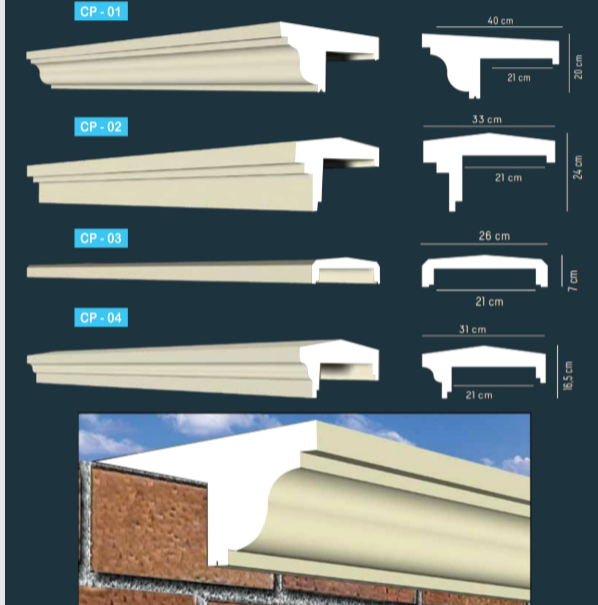 CP - 01
40 cm
20 cm
21 cm
CP - 02
33 cm
24 cm
21 cm
CP - 03
26 cm
7 cm
21 cm
CP - 04
31 cm
16,5 cm
21 cm